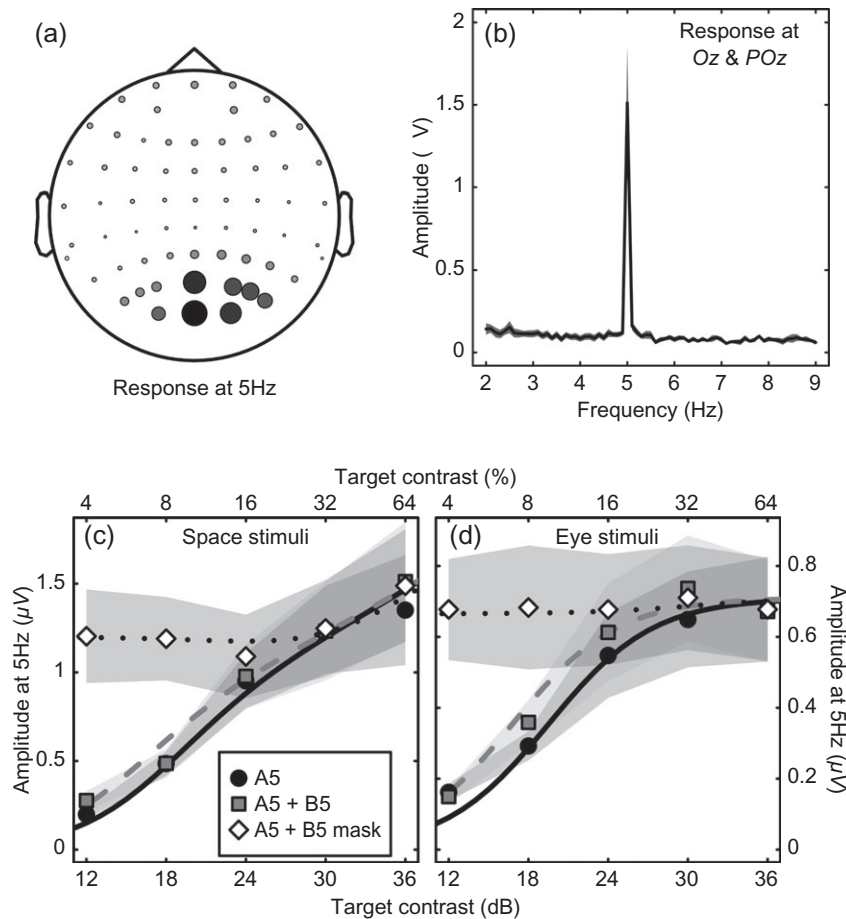 (a)
Response at 5Hz
(b)
Response at
Oz & POz
Amplitude ( V)
2
1.5
1
0.5
0
2 3 4 5 6 7 8 9
Frequency (Hz)
Target contrast (%)
4 8 16 32 64 4 8 16 32 64
(c)
Space stimuli
(d)
Eye stimuli
Amplitude at 5Hz (µV)
1.5
1
0.5
0
A5
A5 + B5
A5 + B5 mask
0.8
0.6
0.4
0.2
0
Amplitude at 5Hz (µV)
12 18 24 30 36 12 18 24 30 36
Target contrast (dB)